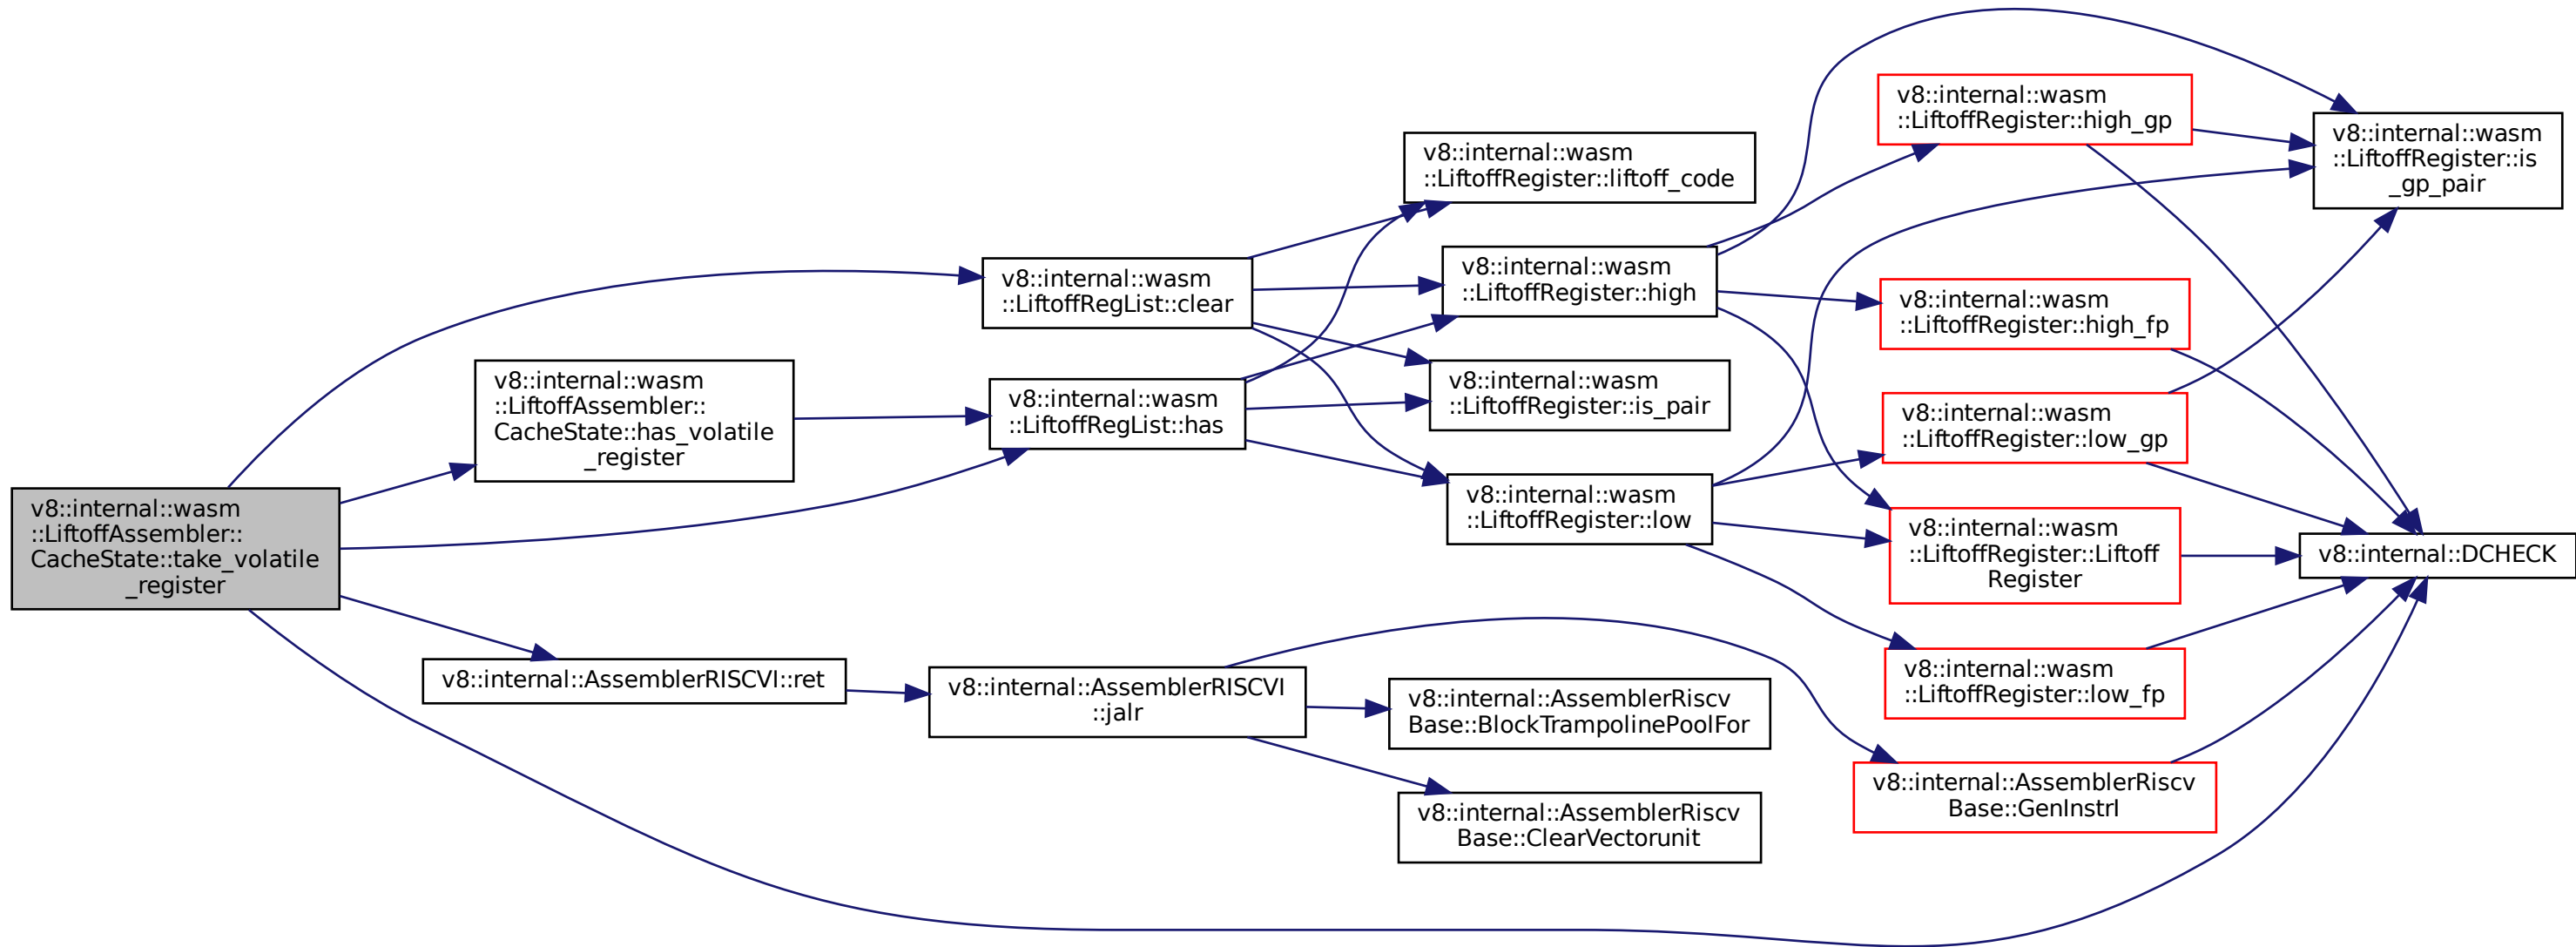 v8::internal::wasm
::LiftoffAssembler::
CacheState::take_volatile
_register
v8::internal::wasm
::LiftoffRegList::clear
v8::internal::wasm
::LiftoffAssembler::
CacheState::has_volatile
_register
v8::internal::wasm
::LiftoffRegList::has
v8::internal::AssemblerRISCVI::ret
v8::internal::AssemblerRISCVI
::jalr
v8::internal::wasm
::LiftoffRegister::liftoff_code
v8::internal::wasm
::LiftoffRegister::high
v8::internal::wasm
::LiftoffRegister::is_pair
v8::internal::wasm
::LiftoffRegister::low
v8::internal::AssemblerRiscv
Base::BlockTrampolinePoolFor
v8::internal::AssemblerRiscv
Base::ClearVectorunit
v8::internal::wasm
::LiftoffRegister::high_gp
v8::internal::wasm
::LiftoffRegister::high_fp
v8::internal::wasm
::LiftoffRegister::low_gp
v8::internal::wasm
::LiftoffRegister::Liftoff
Register
v8::internal::wasm
::LiftoffRegister::low_fp
v8::internal::AssemblerRiscv
Base::GenInstrI
v8::internal::wasm
::LiftoffRegister::is
_gp_pair
v8::internal::DCHECK